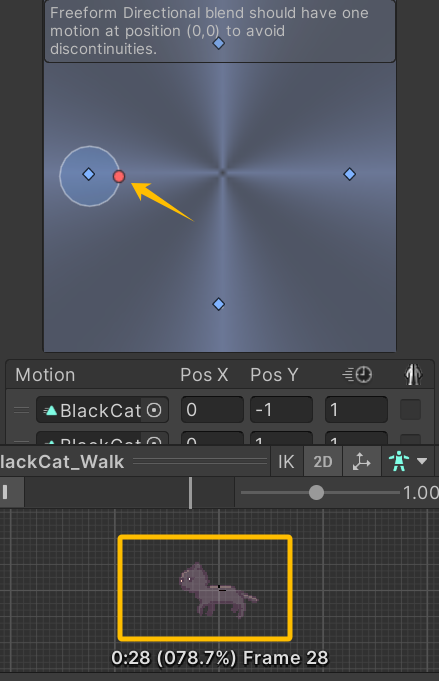 Freeform Directional blend should have one
motion at position (0,0) to avoid
discontinuities.
Motion Pos X Pos Y
BlackCat 0 -1 1
BlackCat 0 1 1
lackCat_Walk IK 2D
1.00
0:28 (078.7%) Frame 28